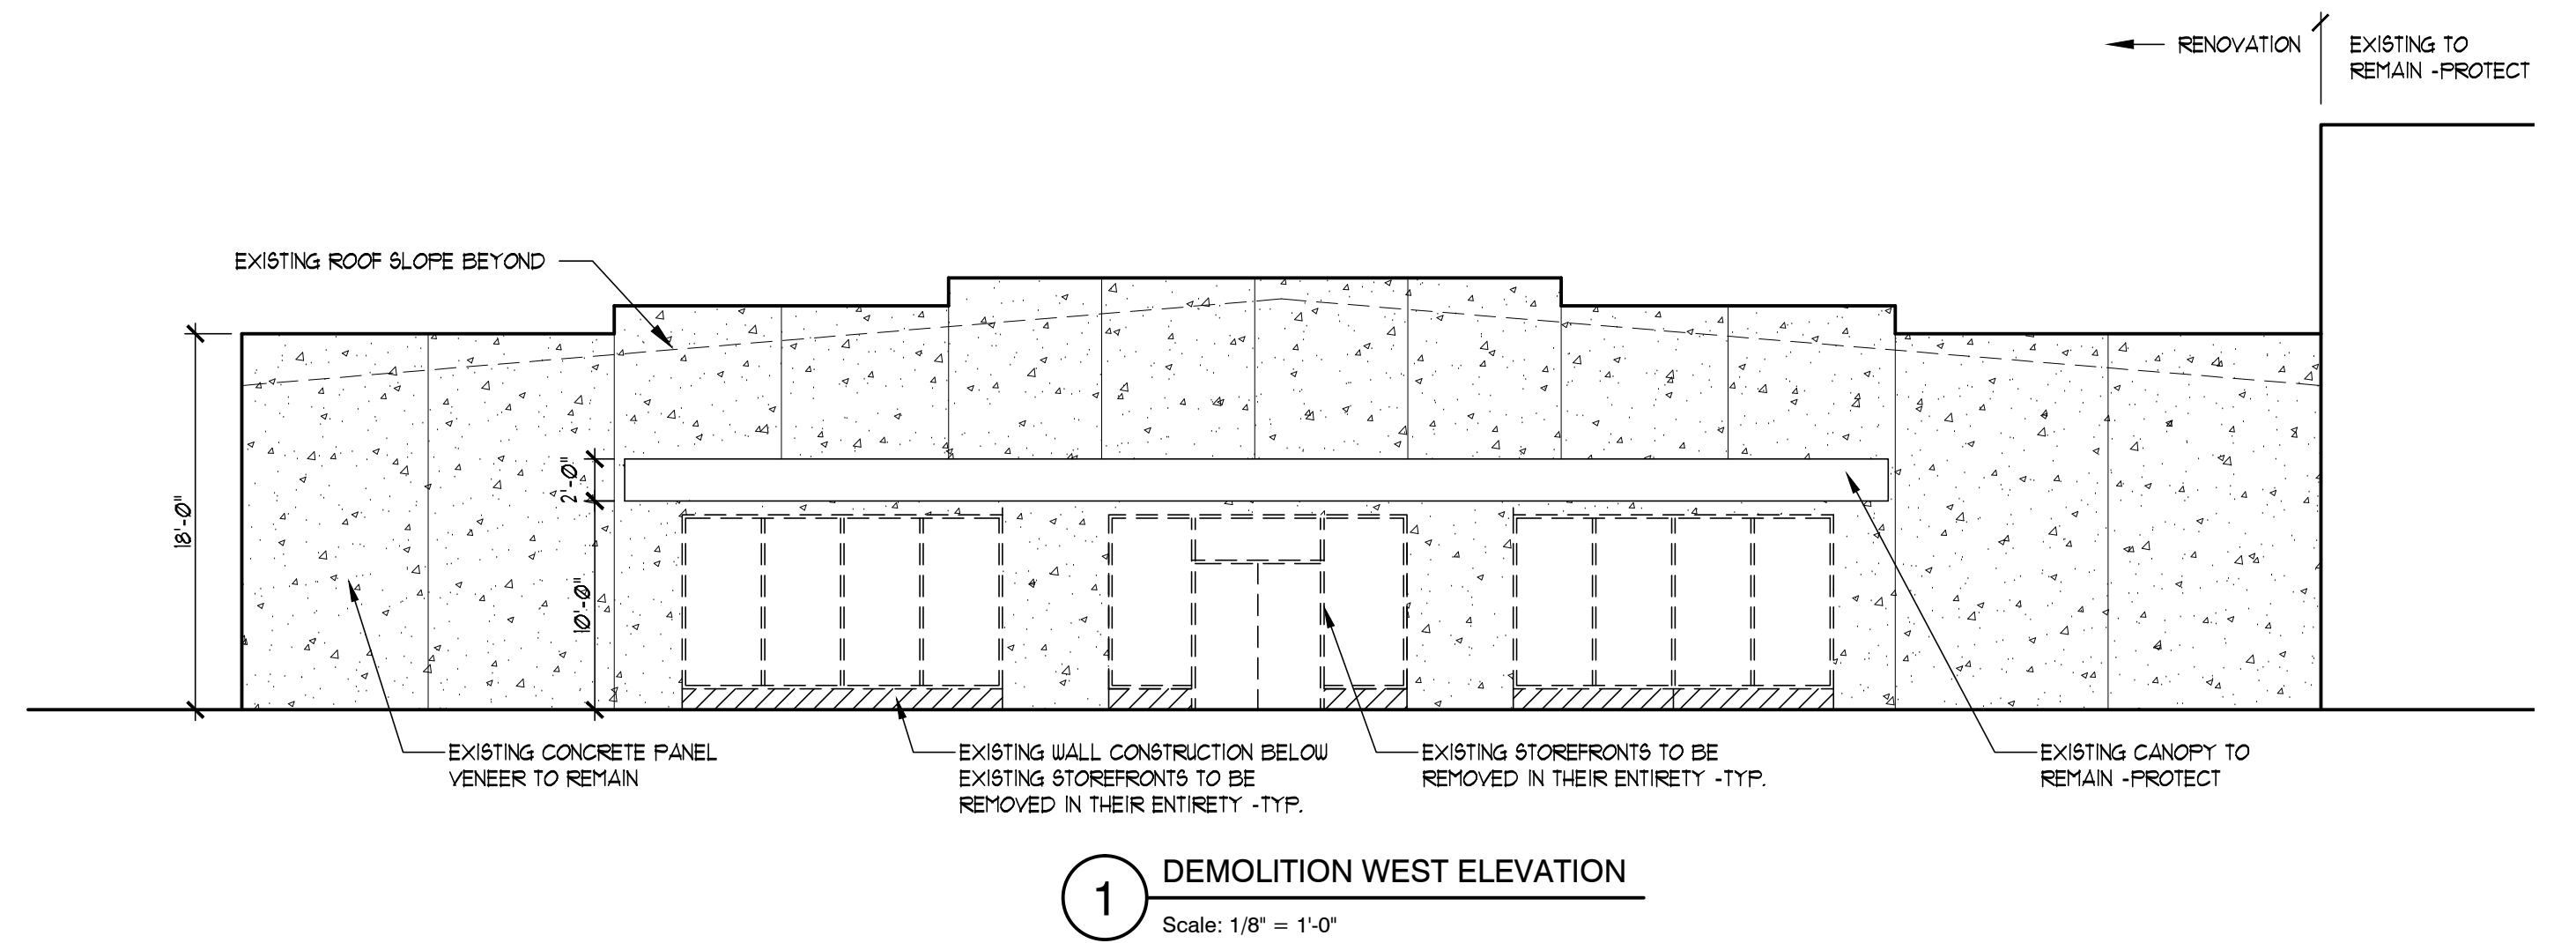 RENOVATION
EXISTING TO
REMAIN -PROTECT
EXISTING ROOF SLOPE BEYOND
18'-0"
2'-0"
10'-0"
EXISTING CONCRETE PANEL
VENEER TO REMAIN
EXISTING WALL CONSTRUCTION BELOW
EXISTING STOREFRONTS TO BE
REMOVED IN THEIR ENTIRETY -TYP.
EXISTING STOREFRONTS TO BE
REMOVED IN THEIR ENTIRETY -TYP.
EXISTING CANOPY TO
REMAIN -PROTECT
1
DEMOLITION WEST ELEVATION
Scale: 1/8" = 1'-0"